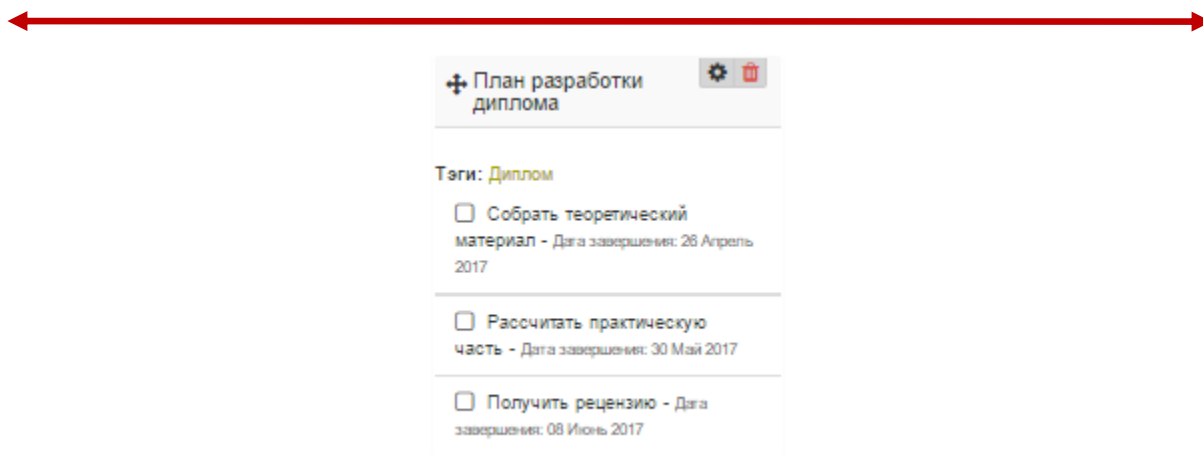 План разработки
диплома
Тэги: Диплом
Собрать теоретический
материал - Дата завершения: 26 Апрель
2017
Рассчитать практическую
часть - Дата завершения: 30 Май 2017
Получить рецензию - Дата
завершения: 08 Июнь 2017